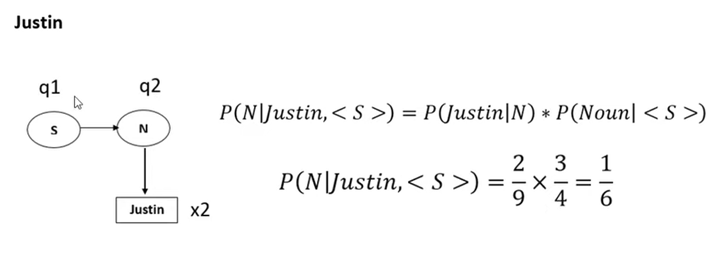 Justin
q1 q2
P(N|Justin, < S >) = P(Justin|N) * P(Noun| < S >)
S N
P(N|Justin, < S >) = 2/9 × 3/4 = 1/6
Justin x2